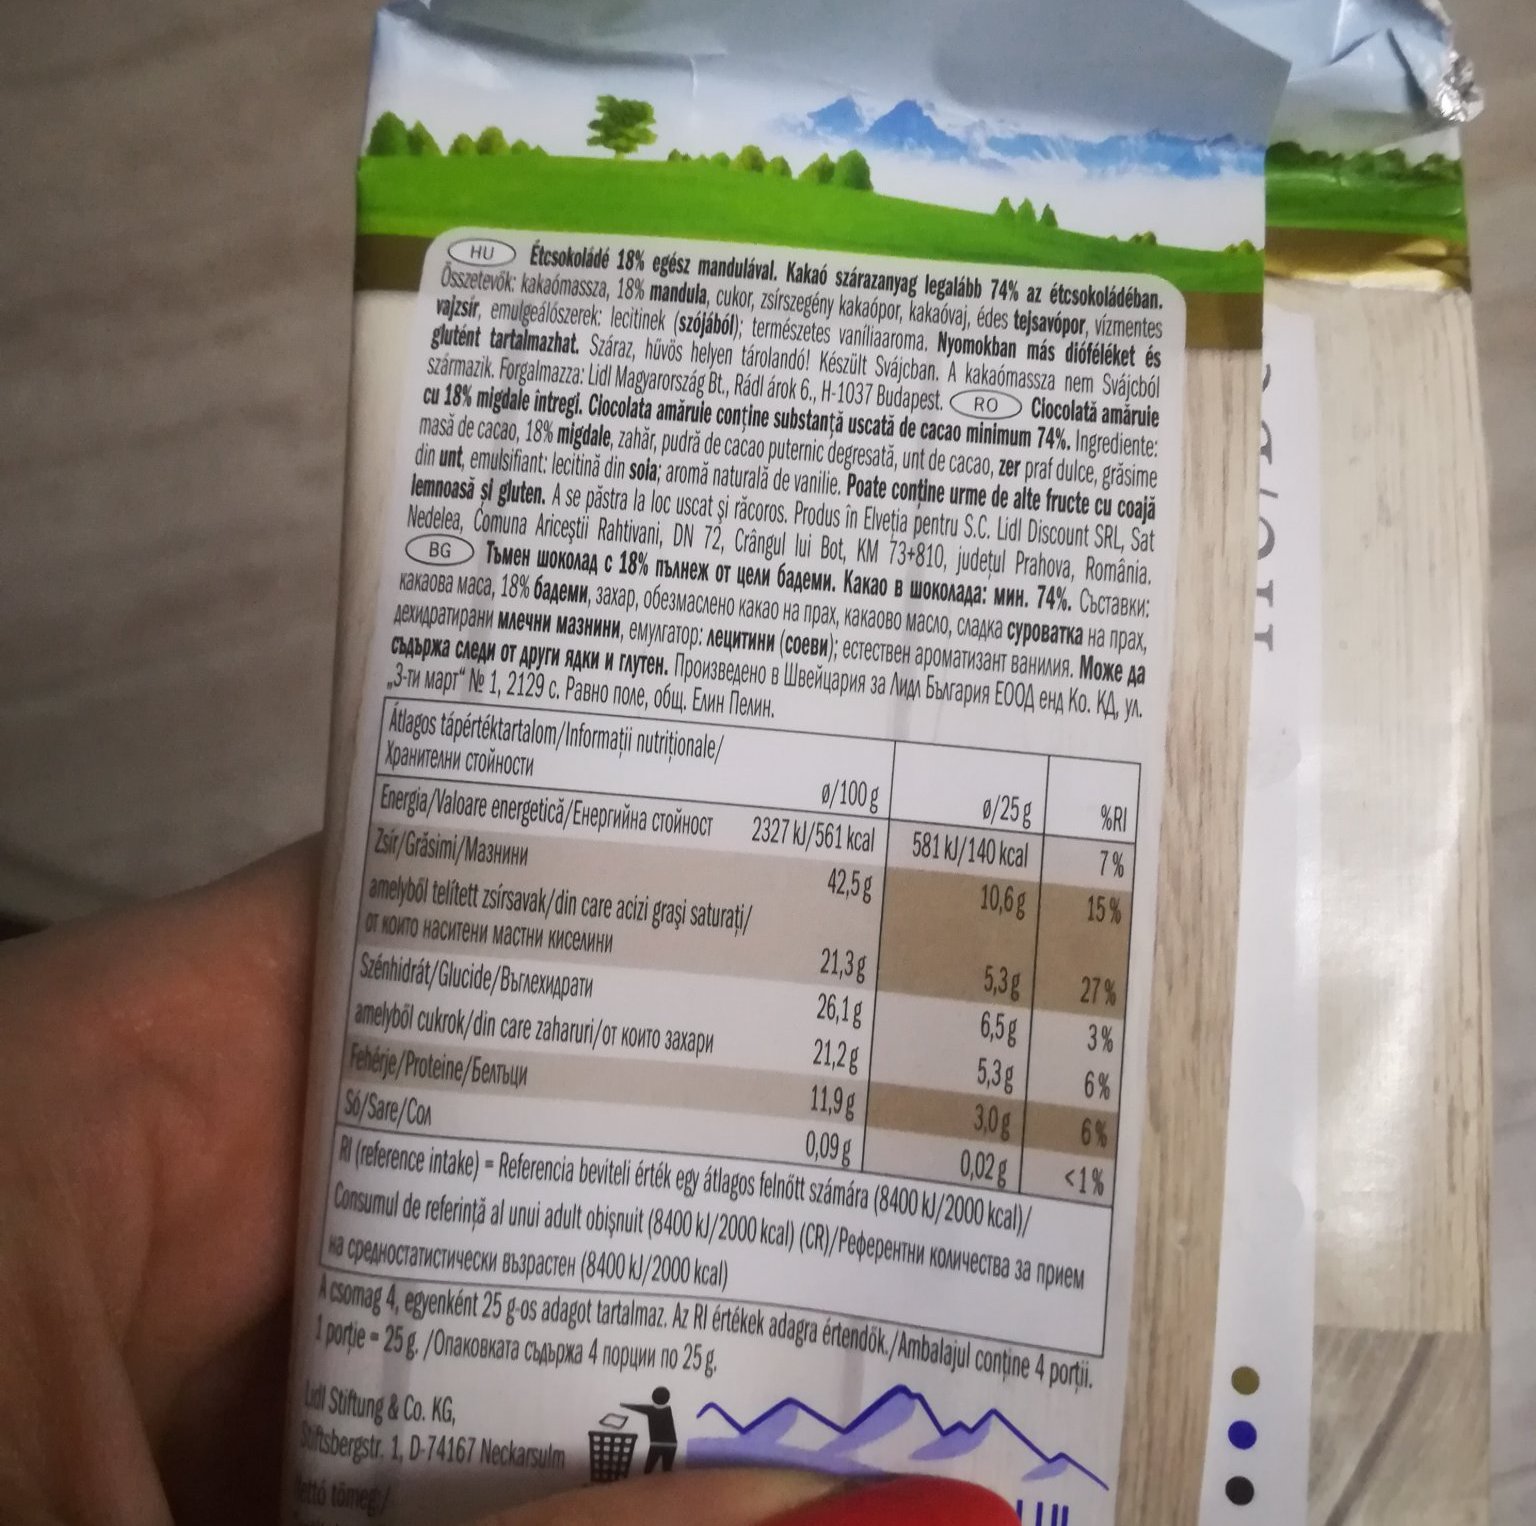 HU Étcsokoládé 18% egész mandulával. Kakaó szárazanyag legalább 74% az étcsokoládéban.
Összetevők: kakaómassza, 18% mandula, cukor, zsírszegény kakaópor, kakaóvaj, édes tejsavópor, vízmentes
vajzsír, emulgeálószerek: lecitinek (szójából); természetes vaníliaaroma. Nyomokban más dióféléket és
glutént tartalmazhat. Száraz, hűvös helyen tárolandó! Készült Svájcban. A kakaómassza nem Svájcból
származik. Forgalmazza: Lidl Magyarország Bt., Rádl árok 6., H-1037 Budapest. RO Ciocolată amăruie
cu 18% migdale întregi. Ciocolata amăruie conține substanță uscată de cacao minimum 74%. Ingrediente:
masă de cacao, 18% migdale, zahăr, pudră de cacao puternic degresată, unt de cacao, zer praf dulce, grăsime
din unt, emulsifiant: lecitină din soia; aromă naturală de vanilie. Poate conține urme de alte fructe cu coajă
lemnoasă și gluten. A se păstra la loc uscat și răcoros. Produs în Elveția pentru S.C. Lidl Discount SRL, Sat
Nedelea, Comuna Ariceștii Rahtivani, DN 72, Crângul lui Bot, KM 73+810, județul Prahova, România.
BG Тъмен шоколад с 18% пълнеж от цели бадеми. Какао в шоколада: мин. 74%. Съставки:
какаова маса, 18% бадеми, захар, обезмаслено какао на прах, какаово масло, сладка суроватка на прах,
дехидратирани млечни мазнини, емулгатор: лецитини (соеви); естествен ароматизант ванилия. Може да
съдържа следи от други ядки и глутен. Произведено в Швейцария за Лидл България ЕООД енд Ко. КД, ул.
„3-ти март“ № 1, 2129 с. Равно поле, общ. Елин Пелин.
Átlagos tápértéktartalom/Informații nutriționale/
Хранителни стойности ø/100 g ø/25 g %RI
Energia/Valoare energetică/Енергийна стойност 2327 kJ/561 kcal 581 kJ/140 kcal 7%
Zsír/Grăsimi/Мазнини 42,5 g 10,6 g 15%
amelyből telített zsírsavak/din care acizi grași saturați/
от които наситени мастни киселини 21,3 g 5,3 g 27%
Szénhidrát/Glucide/Въглехидрати 26,1 g 6,5 g 3%
amelyből cukrok/din care zaharuri/от които захари 21,2 g 5,3 g 6%
Fehérje/Proteine/Белтъци 11,9 g 3,0 g 6%
Só/Sare/Сол 0,09 g 0,02 g <1%
RI (reference intake) = Referencia beviteli érték egy átlagos felnőtt számára (8400 kJ/2000 kcal)/
Consumul de referință al unui adult obișnuit (8400 kJ/2000 kcal) (CR)/Референтни количества за прием
на средностатистически възрастен (8400 kJ/2000 kcal)
A csomag 4, egyenként 25 g-os adagot tartalmaz. Az RI értékek adagra értendők./Ambalajul conține 4 porții.
1 porție = 25 g. /Опаковката съдържа 4 порции по 25 g.
Lidl Stiftung & Co. KG,
Stiftsbergstr. 1, D-74167 Neckarsulm
Nettó tömeg:/